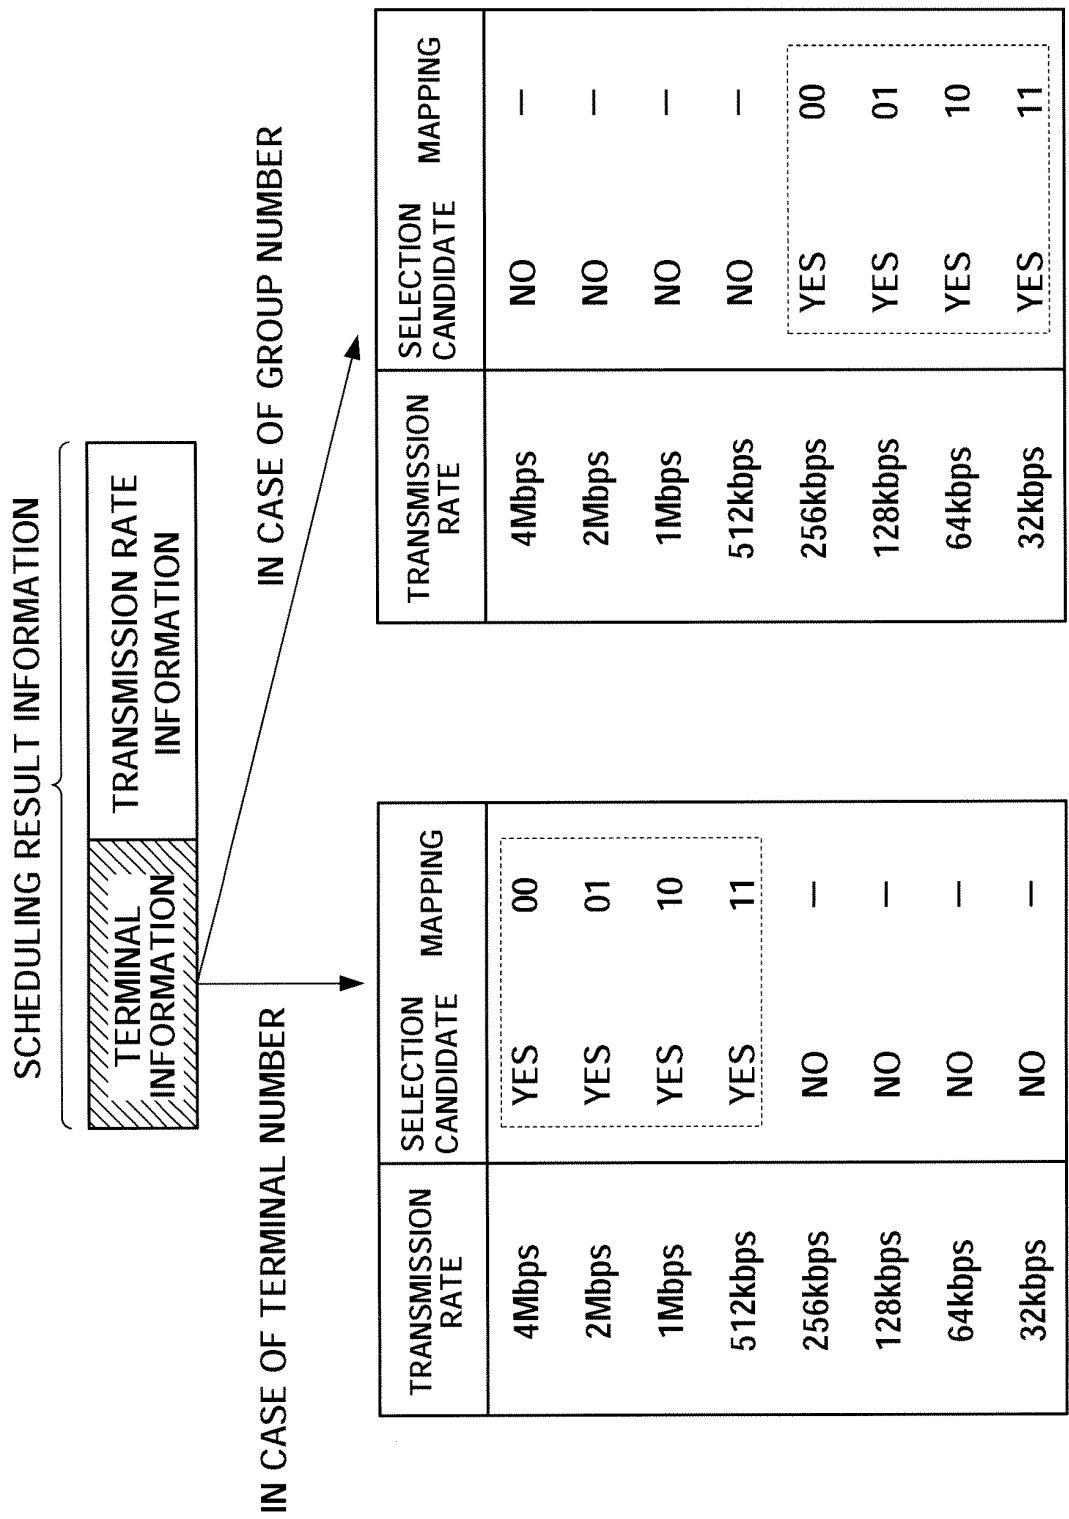 SCHEDULING RESULT INFORMATION
TERMINAL
INFORMATION
TRANSMISSION RATE
INFORMATION
IN CASE OF TERMINAL NUMBER
IN CASE OF GROUP NUMBER
TRANSMISSION
RATE
SELECTION
CANDIDATE
MAPPING
4Mbps YES 00
2Mbps YES 01
1Mbps YES 10
512kbps YES 11
256kbps NO —
128kbps NO —
64kbps NO —
32kbps NO —
TRANSMISSION
RATE
SELECTION
CANDIDATE
MAPPING
4Mbps NO —
2Mbps NO —
1Mbps NO —
512kbps NO —
256kbps YES 00
128kbps YES 01
64kbps YES 10
32kbps YES 11